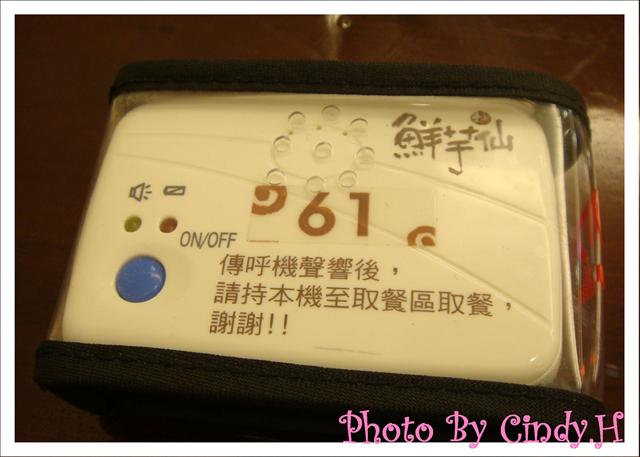 鮮芋仙
61
ON/OFF
傳呼機聲響後，
請持本機至取餐區取餐，
謝謝!!
Photo By Cindy.H